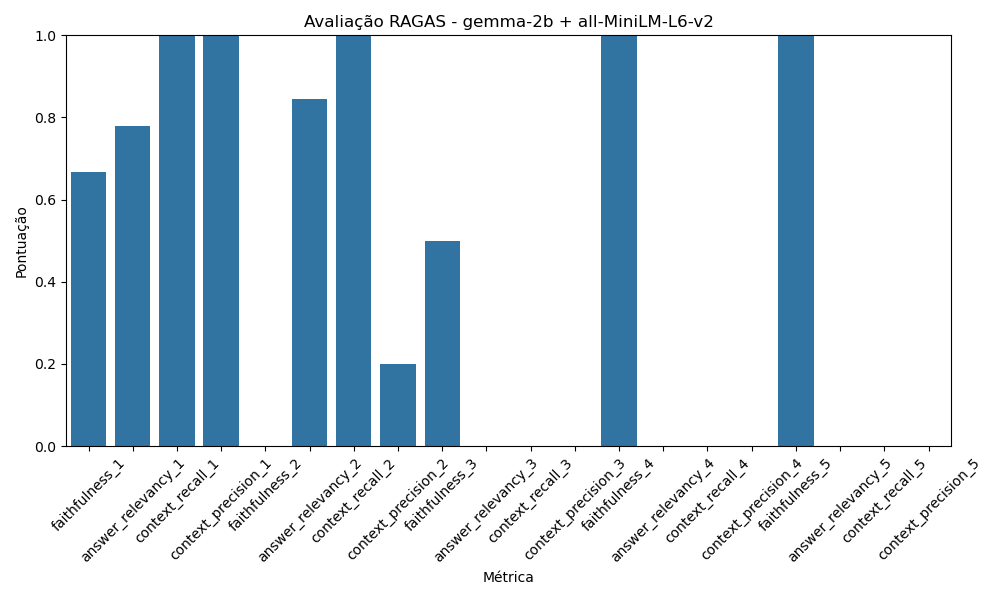 Avaliação RAGAS - gemma-2b + all-MiniLM-L6-v2
Pontuação
1.0
0.8
0.6
0.4
0.2
0.0
faithfulness_1
answer_relevancy_1
context_recall_1
context_precision_1
faithfulness_2
answer_relevancy_2
context_recall_2
context_precision_2
faithfulness_3
answer_relevancy_3
context_recall_3
context_precision_3
faithfulness_4
answer_relevancy_4
context_recall_4
context_precision_4
faithfulness_5
answer_relevancy_5
context_recall_5
context_precision_5
Métrica